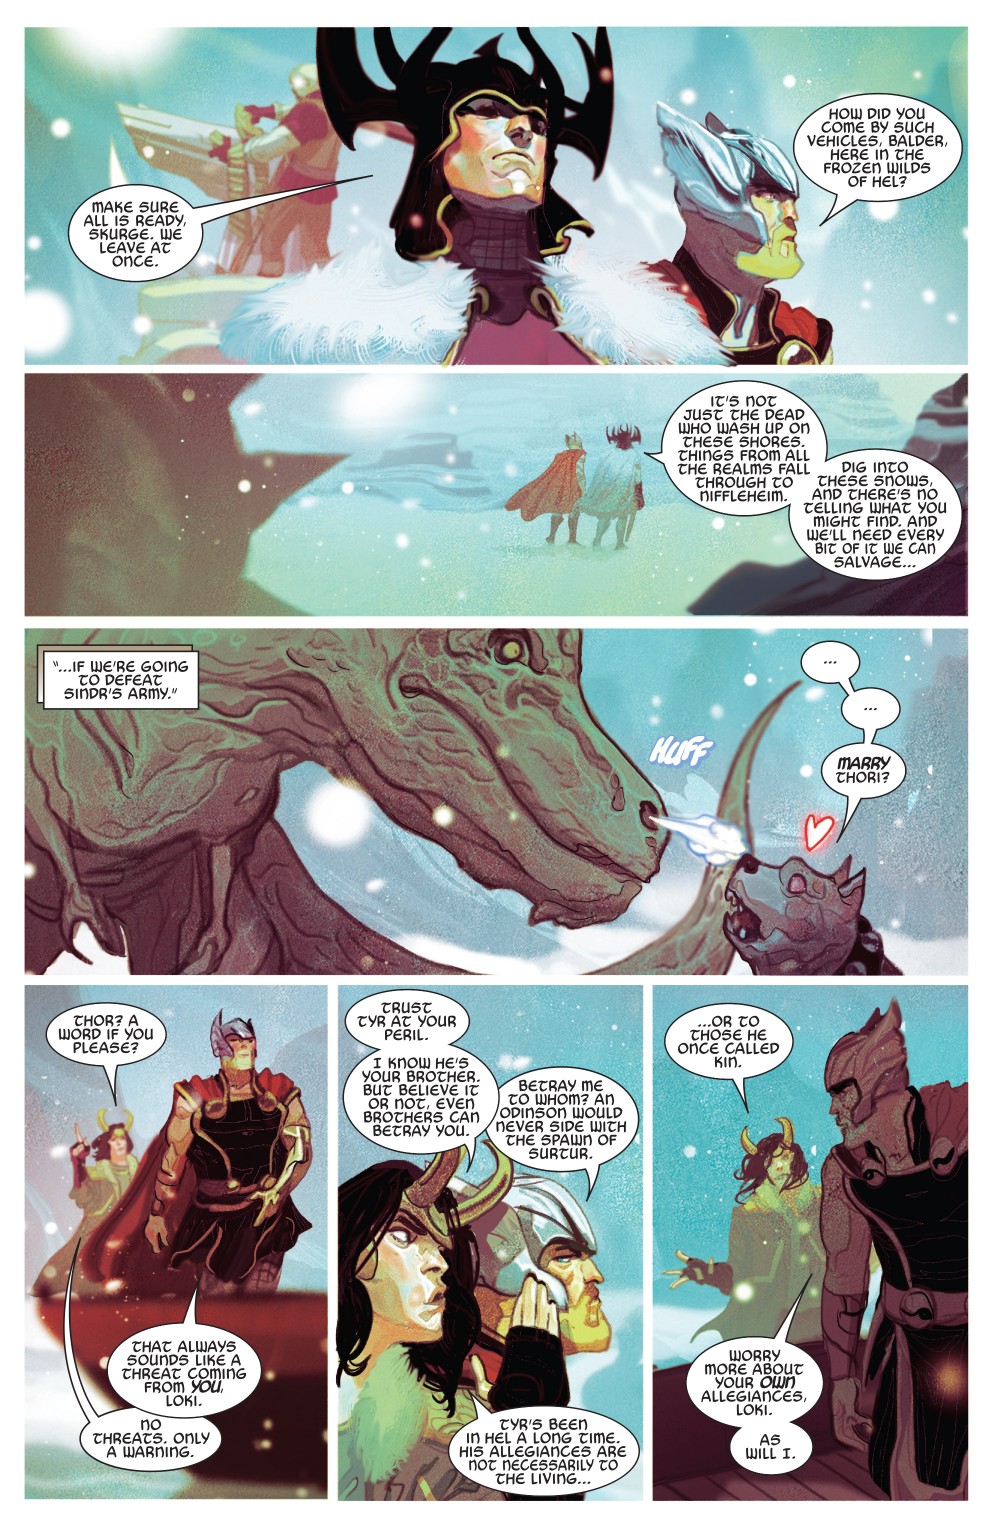 MAKE SURE
ALL IS READY,
SKURGE. WE
LEAVE AT
ONCE.
HOW DID YOU
COME BY SUCH
VEHICLES, BALDER,
HERE IN THE
FROZEN WILDS
OF HEL?
IT'S NOT
JUST THE DEAD
WHO WASH UP ON
THESE SHORES.
THINGS FROM ALL
THE REALMS FALL
THROUGH TO
NIFFLEHEIM.
DIG INTO
THESE SNOWS,
AND THERE'S NO
TELLING WHAT YOU
MIGHT FIND. AND
WE'LL NEED EVERY
BIT OF IT WE CAN
SALVAGE...
"...IF WE'RE GOING
TO DEFEAT
SINDR'S ARMY."
HUFF
...
...
MARRY
THORI?
THOR? A
WORD IF YOU
PLEASE?
THAT ALWAYS
SOUNDS LIKE A
THREAT COMING
FROM YOU,
LOKI.
NO
THREATS. ONLY
A WARNING.
TRUST
TYR AT YOUR
PERIL.
I KNOW HE'S
YOUR BROTHER.
BUT BELIEVE IT
OR NOT, EVEN
BROTHERS CAN
BETRAY YOU.
BETRAY ME
TO WHOM? AN
ODINSON WOULD
NEVER SIDE WITH
THE SPAWN OF
SURTUR.
TYR'S BEEN
IN HEL A LONG TIME.
HIS ALLEGIANCES ARE
NOT NECESSARILY TO
THE LIVING...
...OR TO
THOSE HE
ONCE CALLED
KIN.
WORRY
MORE ABOUT
YOUR OWN
ALLEGIANCES,
LOKI.
AS
WILL I.